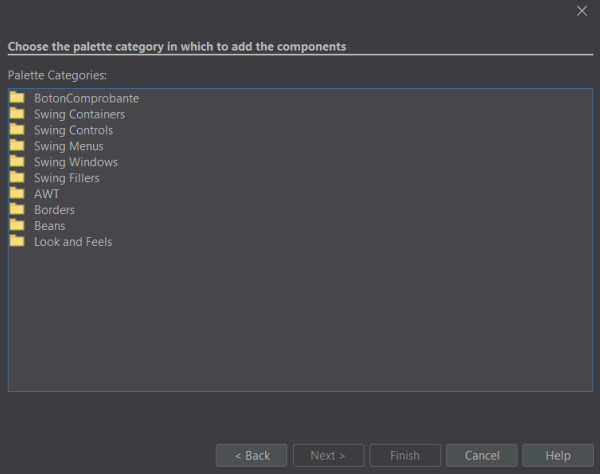 Choose the palette category in which to add the components
Palette Categories:
BotonComprobante
Swing Containers
Swing Controls
Swing Menus
Swing Windows
Swing Fillers
AWT
Borders
Beans
Look and Feels
< Back Next > Finish Cancel Help